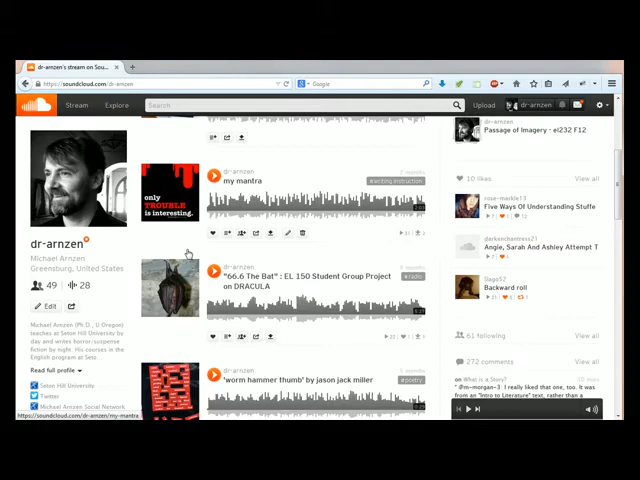 dr-arnzen's stream on Sou...
https://soundcloud.com/dr-arnzen
Google
Stream
Explore
Search
Upload
dr-arnzen
dr-arnzen
Passage of Imagery - el232 F12
only
TROUBLE
is interesting.
dr-arnzen
my mantra
2 months
#writing instruction
2:03
10 likes
View all
rose-maitle13
Five Ways Of Understanding Stuffe
darkenchantress21
Angie, Sarah And Ashley Attempt T
Backward roll
dr-arnzen
Michael Arnzen
Greensburg, United States
49
28
Edit
Michael Arnzen (Ph.D., U Oregon)
teaches at Seton Hill University by
day and writes horror/suspense
fiction by night. His courses in the
English program at Seto...
Read full profile
Seton Hill University
Twitter
Michael Arnzen Social Network
https://soundcloud.com/dr-arnzen/my-mantra
dr-arnzen
"66.6 The Bat" : EL 150 Student Group Project
on DRACULA
#radio
dr-arnzen
'worm hammer thumb' by jason jack miller
5 months
#poetry
61 following
View all
272 comments
View all
on What is a Story?
"@m-morgan-3: I really liked that one, too. It was
from an "Intro to Literature" text, rather than a